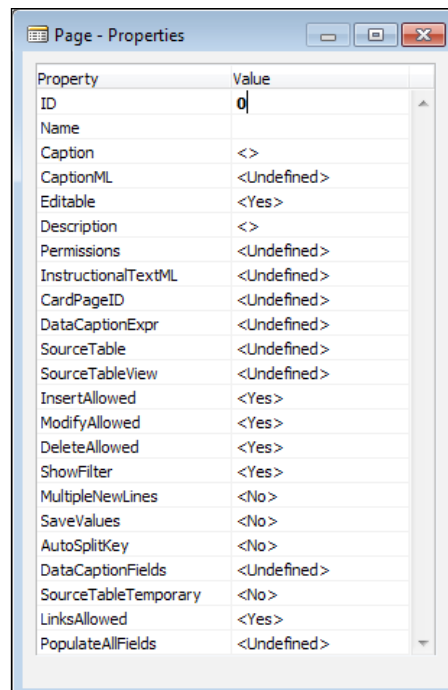 Page - Properties
Property Value
ID 0
Name
Caption <>
CaptionML <Undefined>
Editable <Yes>
Description <>
Permissions <Undefined>
InstructionalTextML <Undefined>
CardPageID <Undefined>
DataCaptionExpr <Undefined>
SourceTable <Undefined>
SourceTableView <Undefined>
InsertAllowed <Yes>
ModifyAllowed <Yes>
DeleteAllowed <Yes>
ShowFilter <Yes>
MultipleNewLines <No>
SaveValues <No>
AutoSplitKey <No>
DataCaptionFields <Undefined>
SourceTableTemporary <No>
LinksAllowed <Yes>
PopulateAllFields <Undefined>